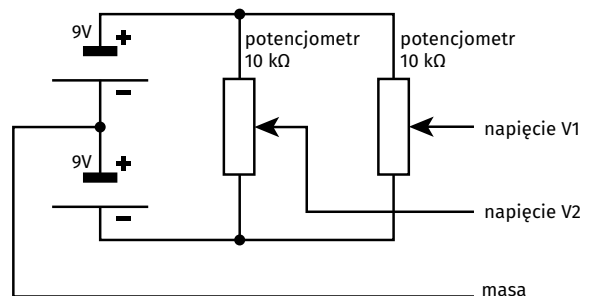 9V
+
potencjometr
10 kΩ
potencjometr
10 kΩ
−
napięcie V1
9V
+
−
napięcie V2
masa